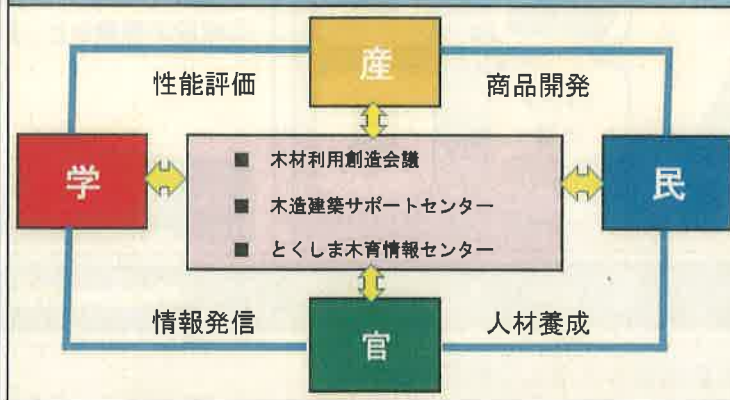 産
性能評価
商品開発
学
■ 木材利用創造会議
■ 木造建築サポートセンター
■ とくしま木育情報センター
民
情報発信
人材養成
官